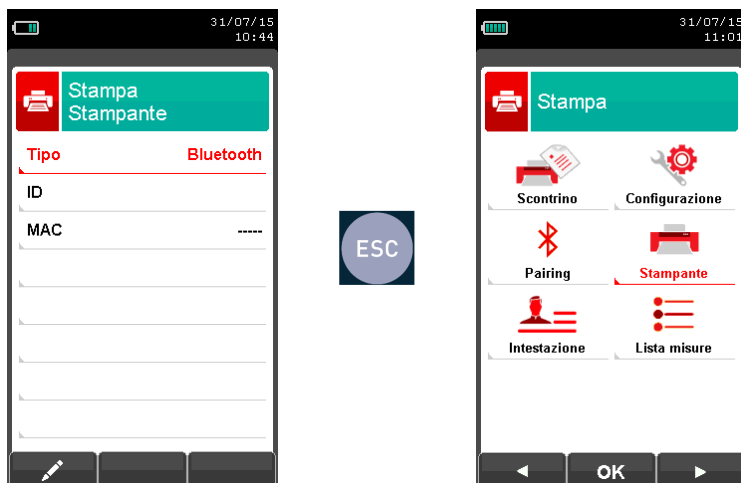 31/07/15
10:44
Stampa
Stampante
Tipo Bluetooth
ID
MAC -----
ESC
31/07/15
11:01
Stampa
Scontrino Configurazione
Pairing Stampante
Intestazione Lista misure
OK